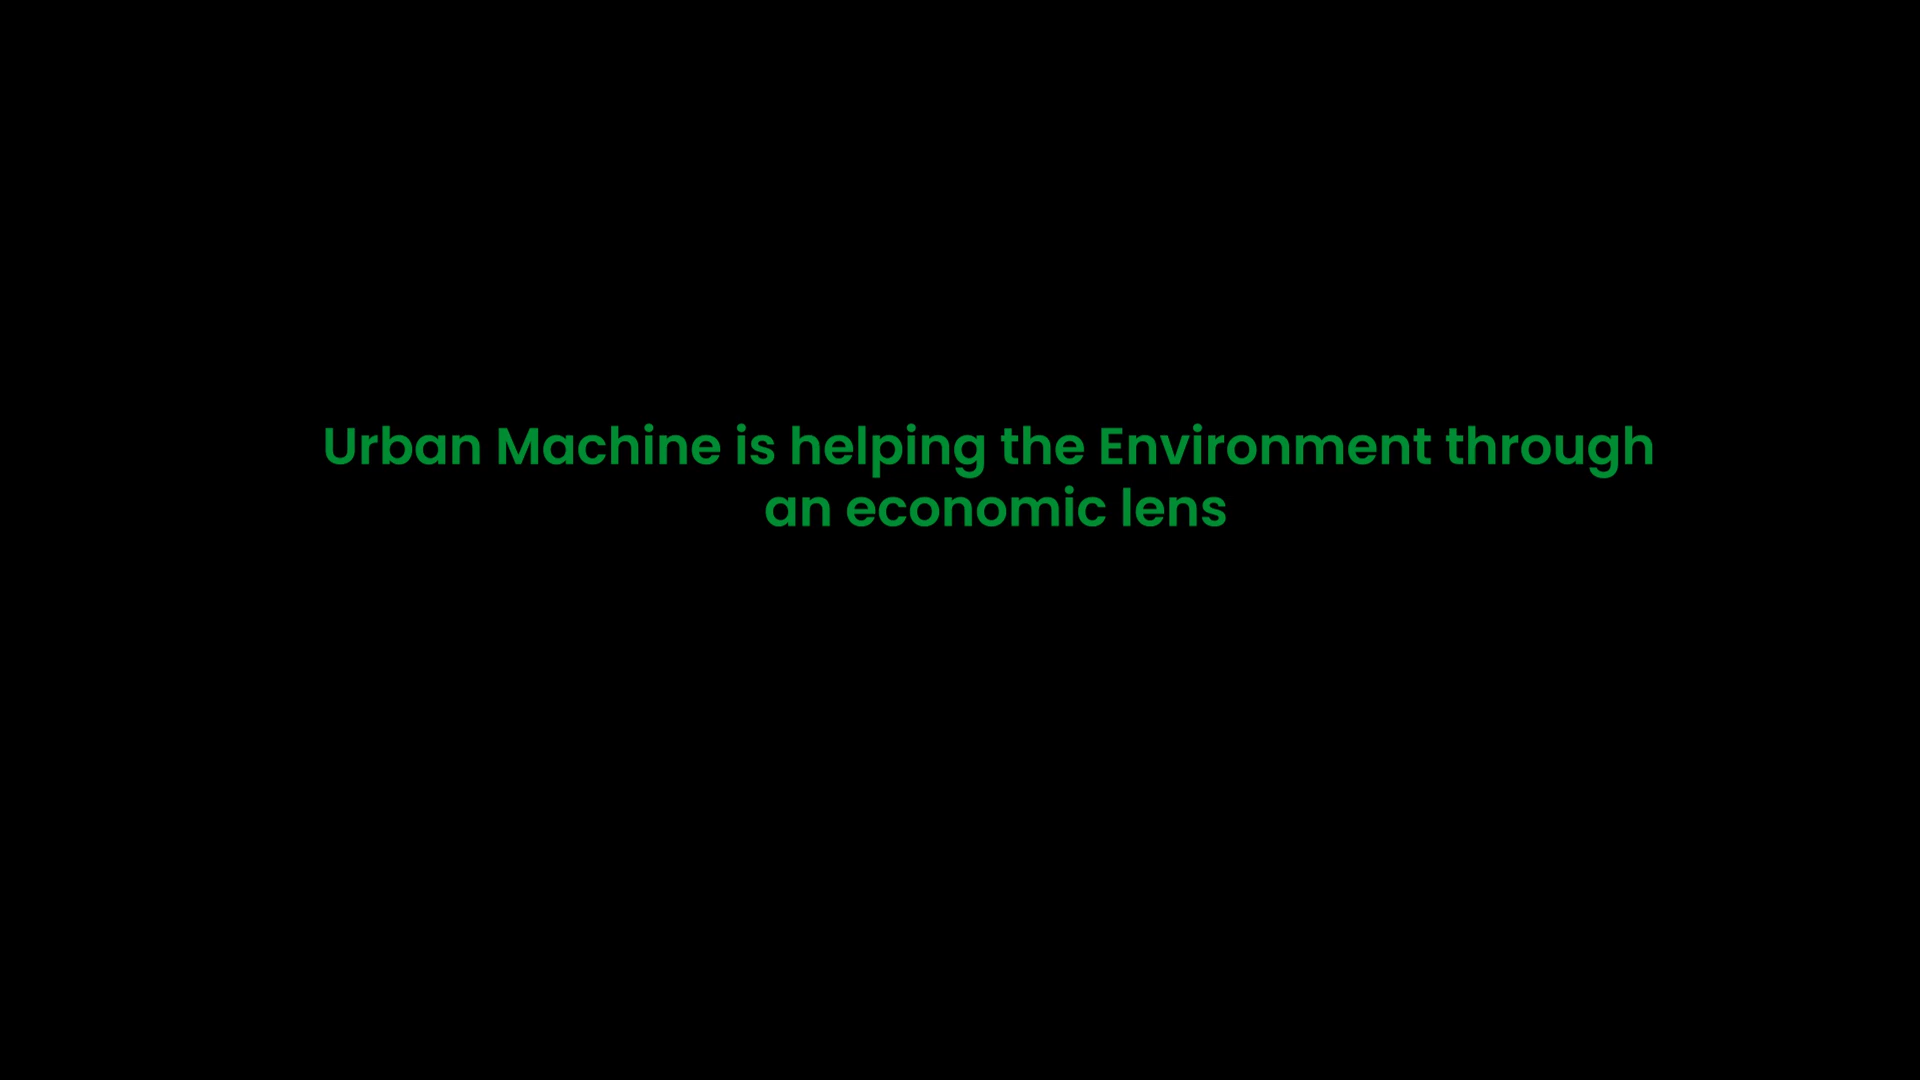 Urban Machine is helping the Environment through
an economic lens